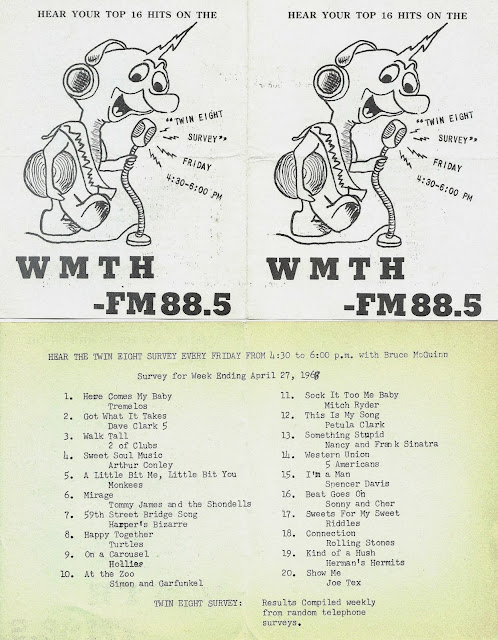 HEAR YOUR TOP 16 HITS ON THE
"TWIN EIGHT
SURVEY"
FRIDAY
4:30-6:00 PM
WMTH
-FM 88.5
HEAR YOUR TOP 16 HITS ON THE
"TWIN EIGHT
SURVEY"
FRIDAY
4:30-6:00 PM
WMTH
-FM 88.5
HEAR THE TWIN EIGHT SURVEY EVERY FRIDAY FROM 4:30 to 6:00 p.m. with Bruce McGuinn
Survey for Week Ending April 27, 1968
1. Here Comes My Baby
Tremelos
2. Got What It Takes
Dave Clark 5
3. Walk Tall
2 of Clubs
4. Sweet Soul Music
Arthur Conley
5. A Little Bit Me, Little Bit You
Monkees
6. Mirage
Tommy James and the Shondells
7. 59th Street Bridge Song
Harper's Bizarre
8. Happy Together
Turtles
9. On a Carousel
Hollies
10. At the Zoo
Simon and Garfunkel
11. Sock It Too Me Baby
Mitch Ryder
12. This Is My Song
Petula Clark
13. Something Stupid
Nancy and Frank Sinatra
14. Western Union
5 Americans
15. I'm a Man
Spencer Davis
16. Beat Goes On
Sonny and Cher
17. Sweets For My Sweet
Riddles
18. Connection
Rolling Stones
19. Kind of a Hush
Herman's Hermits
20. Show Me
Joe Tex
TWIN EIGHT SURVEY: Results Compiled weekly
from random telephone
surveys.